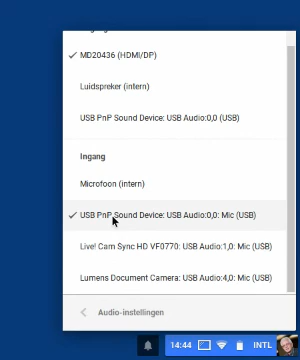 MD20436 (HDMI/DP)
Luidspreker (intern)
USB PnP Sound Device: USB Audio:0,0 (USB)
Ingang
Microfoon (intern)
USB PnP Sound Device: USB Audio:0,0: Mic (USB)
Live! Cam Sync HD VF0770: USB Audio:1,0: Mic (USB)
Lumens Document Camera: USB Audio:4,0: Mic (USB)
Audio-instellingen
14:44 INTL